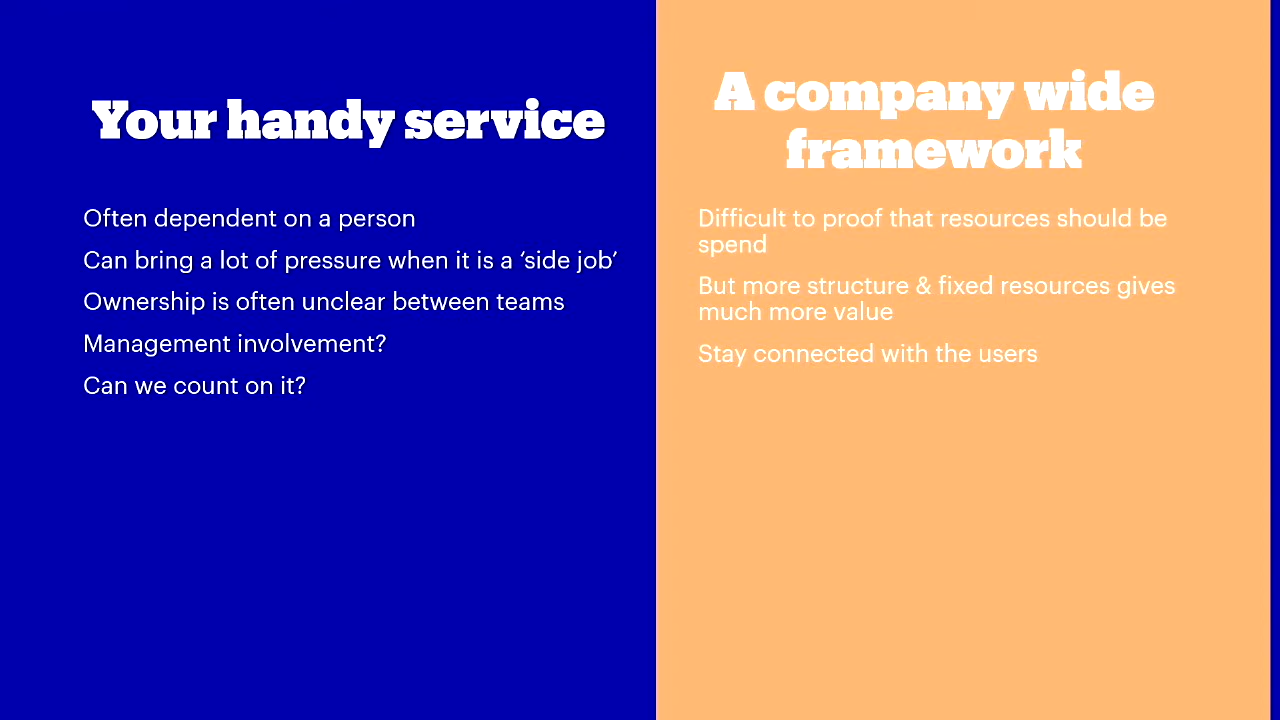 Your handy service
Often dependent on a person
Can bring a lot of pressure when it is a ‘side job’
Ownership is often unclear between teams
Management involvement?
Can we count on it?
A company wide
framework
Difficult to proof that resources should be
spend
But more structure & fixed resources gives
much more value
Stay connected with the users